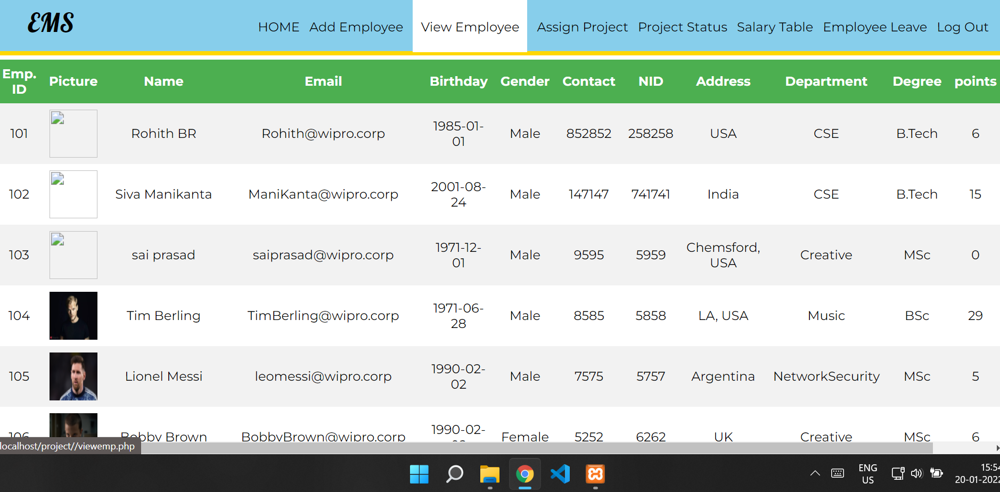 EMS
HOME Add Employee View Employee Assign Project Project Status Salary Table Employee Leave Log Out
Emp. ID Picture Name Email Birthday Gender Contact NID Address Department Degree points
101 Rohith BR Rohith@wipro.corp 1985-01-01 Male 852852 258258 USA CSE B.Tech 6
102 Siva Manikanta ManiKanta@wipro.corp 2001-08-24 Male 147147 741741 India CSE B.Tech 15
103 sai prasad saiprasad@wipro.corp 1971-12-01 Male 9595 5959 Chemsford, USA Creative MSc 0
104 Tim Berling TimBerling@wipro.corp 1971-06-28 Male 8585 5858 LA, USA Music BSc 29
105 Lionel Messi leomessi@wipro.corp 1990-02-02 Male 7575 5757 Argentina NetworkSecurity MSc 5
106 Bobby Brown BobbyBrown@wipro.corp 1990-02- Female 5252 6262 UK Creative MSc 6
localhost/project//viewemp.php
ENG
US
15:54
20-01-2022